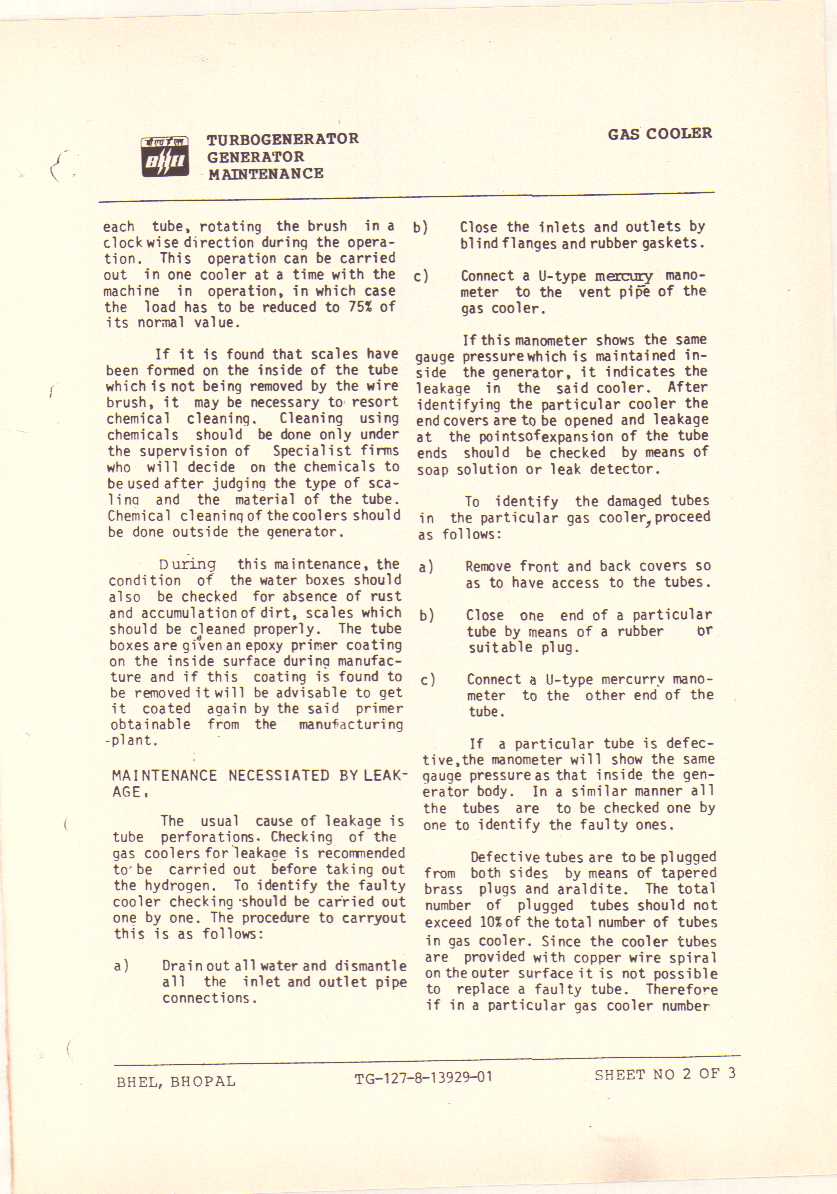 बी एच ई एल
BHEL
TURBOGENERATOR
GENERATOR
MAINTENANCE
GAS COOLER
each tube, rotating the brush in a
clockwise direction during the opera-
tion. This operation can be carried
out in one cooler at a time with the
machine in operation, in which case
the load has to be reduced to 75% of
its normal value.
If it is found that scales have
been formed on the inside of the tube
which is not being removed by the wire
brush, it may be necessary to resort
chemical cleaning. Cleaning using
chemicals should be done only under
the supervision of Specialist firms
who will decide on the chemicals to
be used after judging the type of sca-
ling and the material of the tube.
Chemical cleaning of the coolers should
be done outside the generator.
During this maintenance, the
condition of the water boxes should
also be checked for absence of rust
and accumulation of dirt, scales which
should be cleaned properly. The tube
boxes are given an epoxy primer coating
on the inside surface during manufac-
ture and if this coating is found to
be removed it will be advisable to get
it coated again by the said primer
obtainable from the manufacturing
-plant.
MAINTENANCE NECESSIATED BY LEAK-
AGE.
The usual cause of leakage is
tube perforations. Checking of the
gas coolers for leakage is recommended
to be carried out before taking out
the hydrogen. To identify the faulty
cooler checking should be carried out
one by one. The procedure to carryout
this is as follows:
a) Drain out all water and dismantle
all the inlet and outlet pipe
connections.
b) Close the inlets and outlets by
blind flanges and rubber gaskets.
c) Connect a U-type mercury mano-
meter to the vent pipe of the
gas cooler.
If this manometer shows the same
gauge pressure which is maintained in-
side the generator, it indicates the
leakage in the said cooler. After
identifying the particular cooler the
end covers are to be opened and leakage
at the points of expansion of the tube
ends should be checked by means of
soap solution or leak detector.
To identify the damaged tubes
in the particular gas cooler, proceed
as follows:
a) Remove front and back covers so
as to have access to the tubes.
b) Close one end of a particular
tube by means of a rubber or
suitable plug.
c) Connect a U-type mercurry mano-
meter to the other end of the
tube.
If a particular tube is defec-
tive,the manometer will show the same
gauge pressure as that inside the gen-
erator body. In a similar manner all
the tubes are to be checked one by
one to identify the faulty ones.
Defective tubes are to be plugged
from both sides by means of tapered
brass plugs and araldite. The total
number of plugged tubes should not
exceed 10% of the total number of tubes
in gas cooler. Since the cooler tubes
are provided with copper wire spiral
on the outer surface it is not possible
to replace a faulty tube. Therefore
if in a particular gas cooler number
BHEL, BHOPAL
TG-127-8-13929-01
SHEET NO 2 OF 3